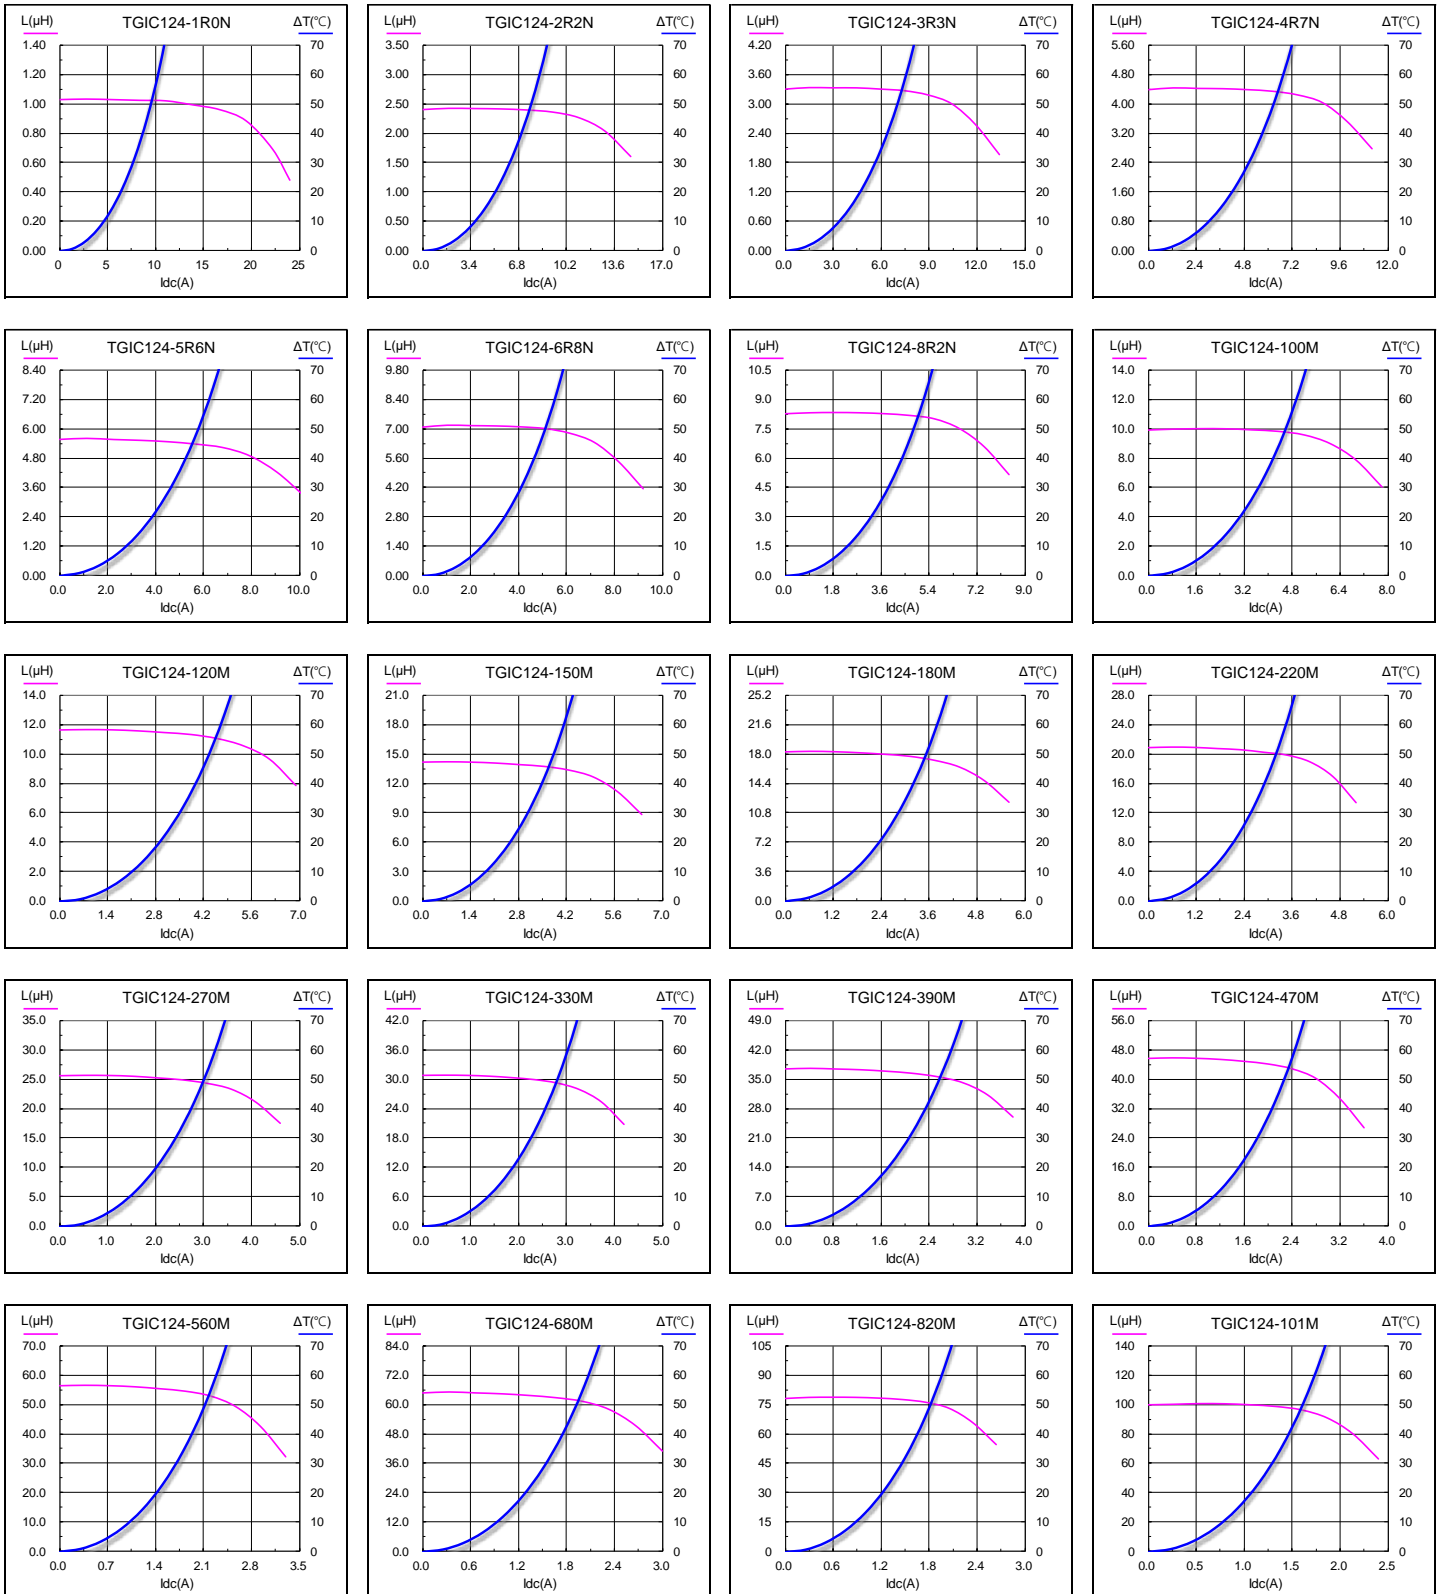 L(μH) TGIC124-1R0N ΔT(℃)
1.40 70
1.20 60
1.00 50
0.80 40
0.60 30
0.40 20
0.20 10
0.00 0
0 5 10 15 20 25
Idc(A)
L(μH) TGIC124-2R2N ΔT(℃)
3.50 70
3.00 60
2.50 50
2.00 40
1.50 30
1.00 20
0.50 10
0.00 0
0.0 3.4 6.8 10.2 13.6 17.0
Idc(A)
L(μH) TGIC124-3R3N ΔT(℃)
4.20 70
3.60 60
3.00 50
2.40 40
1.80 30
1.20 20
0.60 10
0.00 0
0.0 3.0 6.0 9.0 12.0 15.0
Idc(A)
L(μH) TGIC124-4R7N ΔT(℃)
5.60 70
4.80 60
4.00 50
3.20 40
2.40 30
1.60 20
0.80 10
0.00 0
0.0 2.4 4.8 7.2 9.6 12.0
Idc(A)
L(μH) TGIC124-5R6N ΔT(℃)
8.40 70
7.20 60
6.00 50
4.80 40
3.60 30
2.40 20
1.20 10
0.00 0
0.0 2.0 4.0 6.0 8.0 10.0
Idc(A)
L(μH) TGIC124-6R8N ΔT(℃)
9.80 70
8.40 60
7.00 50
5.60 40
4.20 30
2.80 20
1.40 10
0.00 0
0.0 2.0 4.0 6.0 8.0 10.0
Idc(A)
L(μH) TGIC124-8R2N ΔT(℃)
10.5 70
9.0 60
7.5 50
6.0 40
4.5 30
3.0 20
1.5 10
0.0 0
0.0 1.8 3.6 5.4 7.2 9.0
Idc(A)
L(μH) TGIC124-100M ΔT(℃)
14.0 70
12.0 60
10.0 50
8.0 40
6.0 30
4.0 20
2.0 10
0.0 0
0.0 1.6 3.2 4.8 6.4 8.0
Idc(A)
L(μH) TGIC124-120M ΔT(℃)
14.0 70
12.0 60
10.0 50
8.0 40
6.0 30
4.0 20
2.0 10
0.0 0
0.0 1.4 2.8 4.2 5.6 7.0
Idc(A)
L(μH) TGIC124-150M ΔT(℃)
21.0 70
18.0 60
15.0 50
12.0 40
9.0 30
6.0 20
3.0 10
0.0 0
0.0 1.4 2.8 4.2 5.6 7.0
Idc(A)
L(μH) TGIC124-180M ΔT(℃)
25.2 70
21.6 60
18.0 50
14.4 40
10.8 30
7.2 20
3.6 10
0.0 0
0.0 1.2 2.4 3.6 4.8 6.0
Idc(A)
L(μH) TGIC124-220M ΔT(℃)
28.0 70
24.0 60
20.0 50
16.0 40
12.0 30
8.0 20
4.0 10
0.0 0
0.0 1.2 2.4 3.6 4.8 6.0
Idc(A)
L(μH) TGIC124-270M ΔT(℃)
35.0 70
30.0 60
25.0 50
20.0 40
15.0 30
10.0 20
5.0 10
0.0 0
0.0 1.0 2.0 3.0 4.0 5.0
Idc(A)
L(μH) TGIC124-330M ΔT(℃)
42.0 70
36.0 60
30.0 50
24.0 40
18.0 30
12.0 20
6.0 10
0.0 0
0.0 1.0 2.0 3.0 4.0 5.0
Idc(A)
L(μH) TGIC124-390M ΔT(℃)
49.0 70
42.0 60
35.0 50
28.0 40
21.0 30
14.0 20
7.0 10
0.0 0
0.0 0.8 1.6 2.4 3.2 4.0
Idc(A)
L(μH) TGIC124-470M ΔT(℃)
56.0 70
48.0 60
40.0 50
32.0 40
24.0 30
16.0 20
8.0 10
0.0 0
0.0 0.8 1.6 2.4 3.2 4.0
Idc(A)
L(μH) TGIC124-560M ΔT(℃)
70.0 70
60.0 60
50.0 50
40.0 40
30.0 30
20.0 20
10.0 10
0.0 0
0.0 0.7 1.4 2.1 2.8 3.5
Idc(A)
L(μH) TGIC124-680M ΔT(℃)
84.0 70
72.0 60
60.0 50
48.0 40
36.0 30
24.0 20
12.0 10
0.0 0
0.0 0.6 1.2 1.8 2.4 3.0
Idc(A)
L(μH) TGIC124-820M ΔT(℃)
105 70
90 60
75 50
60 40
45 30
30 20
15 10
0 0
0.0 0.6 1.2 1.8 2.4 3.0
Idc(A)
L(μH) TGIC124-101M ΔT(℃)
140 70
120 60
100 50
80 40
60 30
40 20
20 10
0 0
0.0 0.5 1.0 1.5 2.0 2.5
Idc(A)